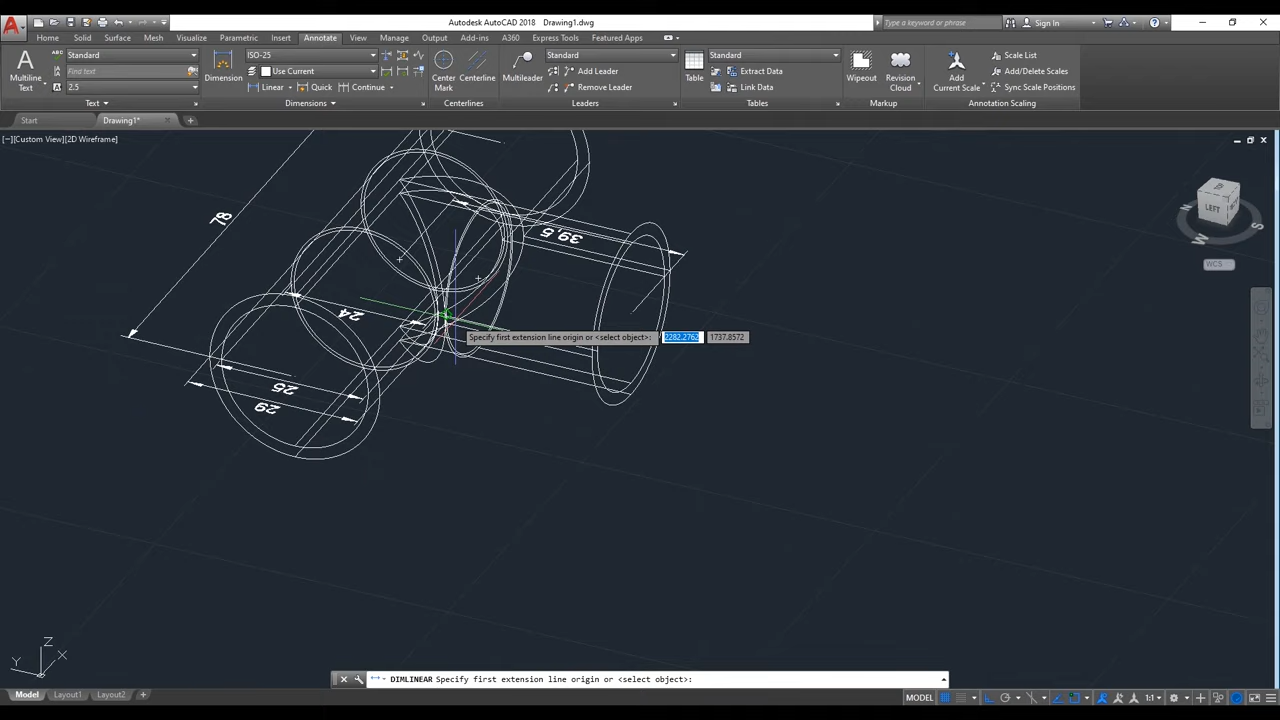 Autodesk AutoCAD 2018 Drawing1.dwg
Type a keyword or phrase
Sign In
Home Solid Surface Mesh Visualize Parametric Insert Annotate View Manage Output Add-ins A360 Express Tools Featured Apps
Multiline Text
Standard
Find text
2.5
Text
Dimension
ISO-25
Use Current
Linear Quick Continue
Dimensions
Center Mark
Centerline
Centerlines
Multileader
Standard
Add Leader
Remove Leader
Leaders
Table
Standard
Extract Data
Link Data
Tables
Wipeout
Revision Cloud
Markup
Add Current Scale
Scale List
Add/Delete Scales
Sync Scale Positions
Annotation Scaling
Start Drawing1*
[−][Custom View][2D Wireframe]
LEFT
N
W
S
WCS
78
39,5
24
25
29
Specify first extension line origin or <select object>: 2282.2762 1737.8572
Z
Y
X
DIMLINEAR Specify first extension line origin or <select object>:
Model Layout1 Layout2
MODEL
1:1